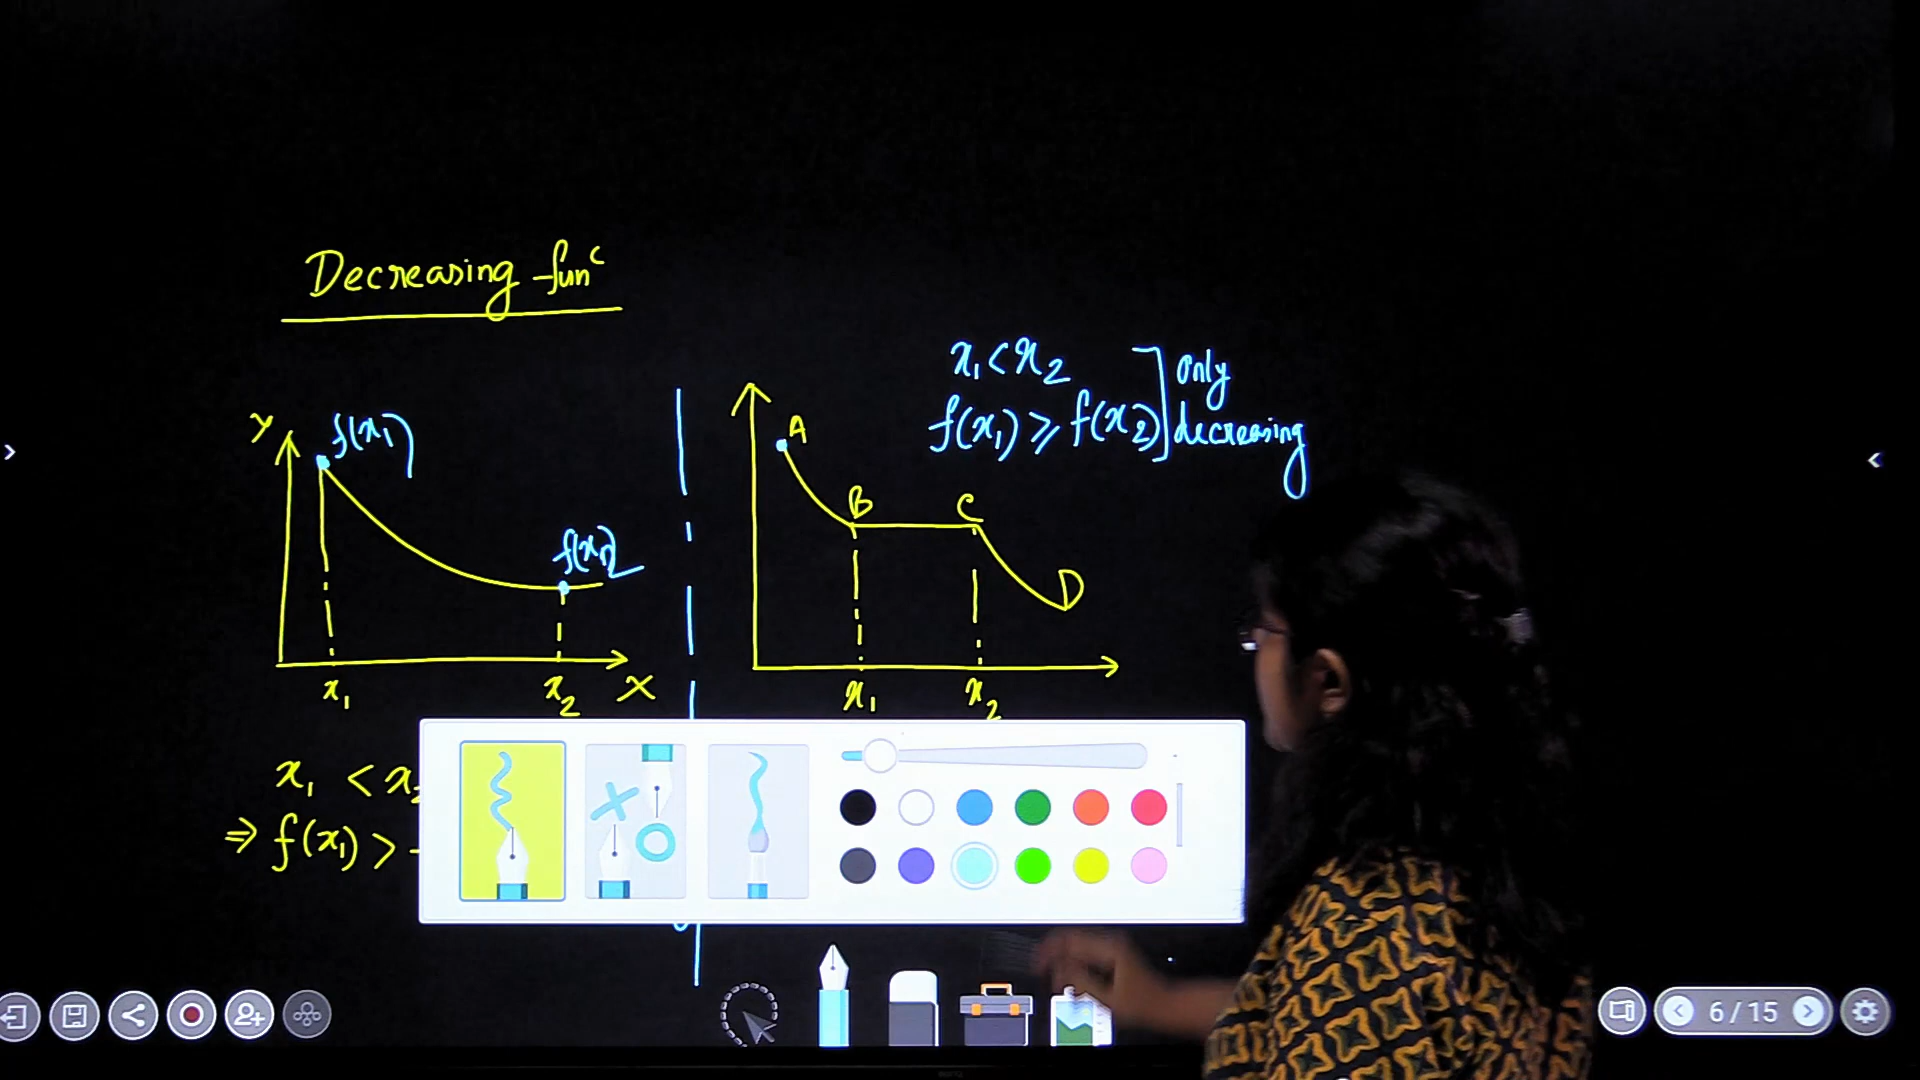 Decreasing func
x1 < x2
f(x1) ≥ f(x2)
only
decreasing
Y
f(x1)
A
B
C
D
x1
x2
X
x1
x2
x1 < x2
⇒ f(x1) >
6 / 15